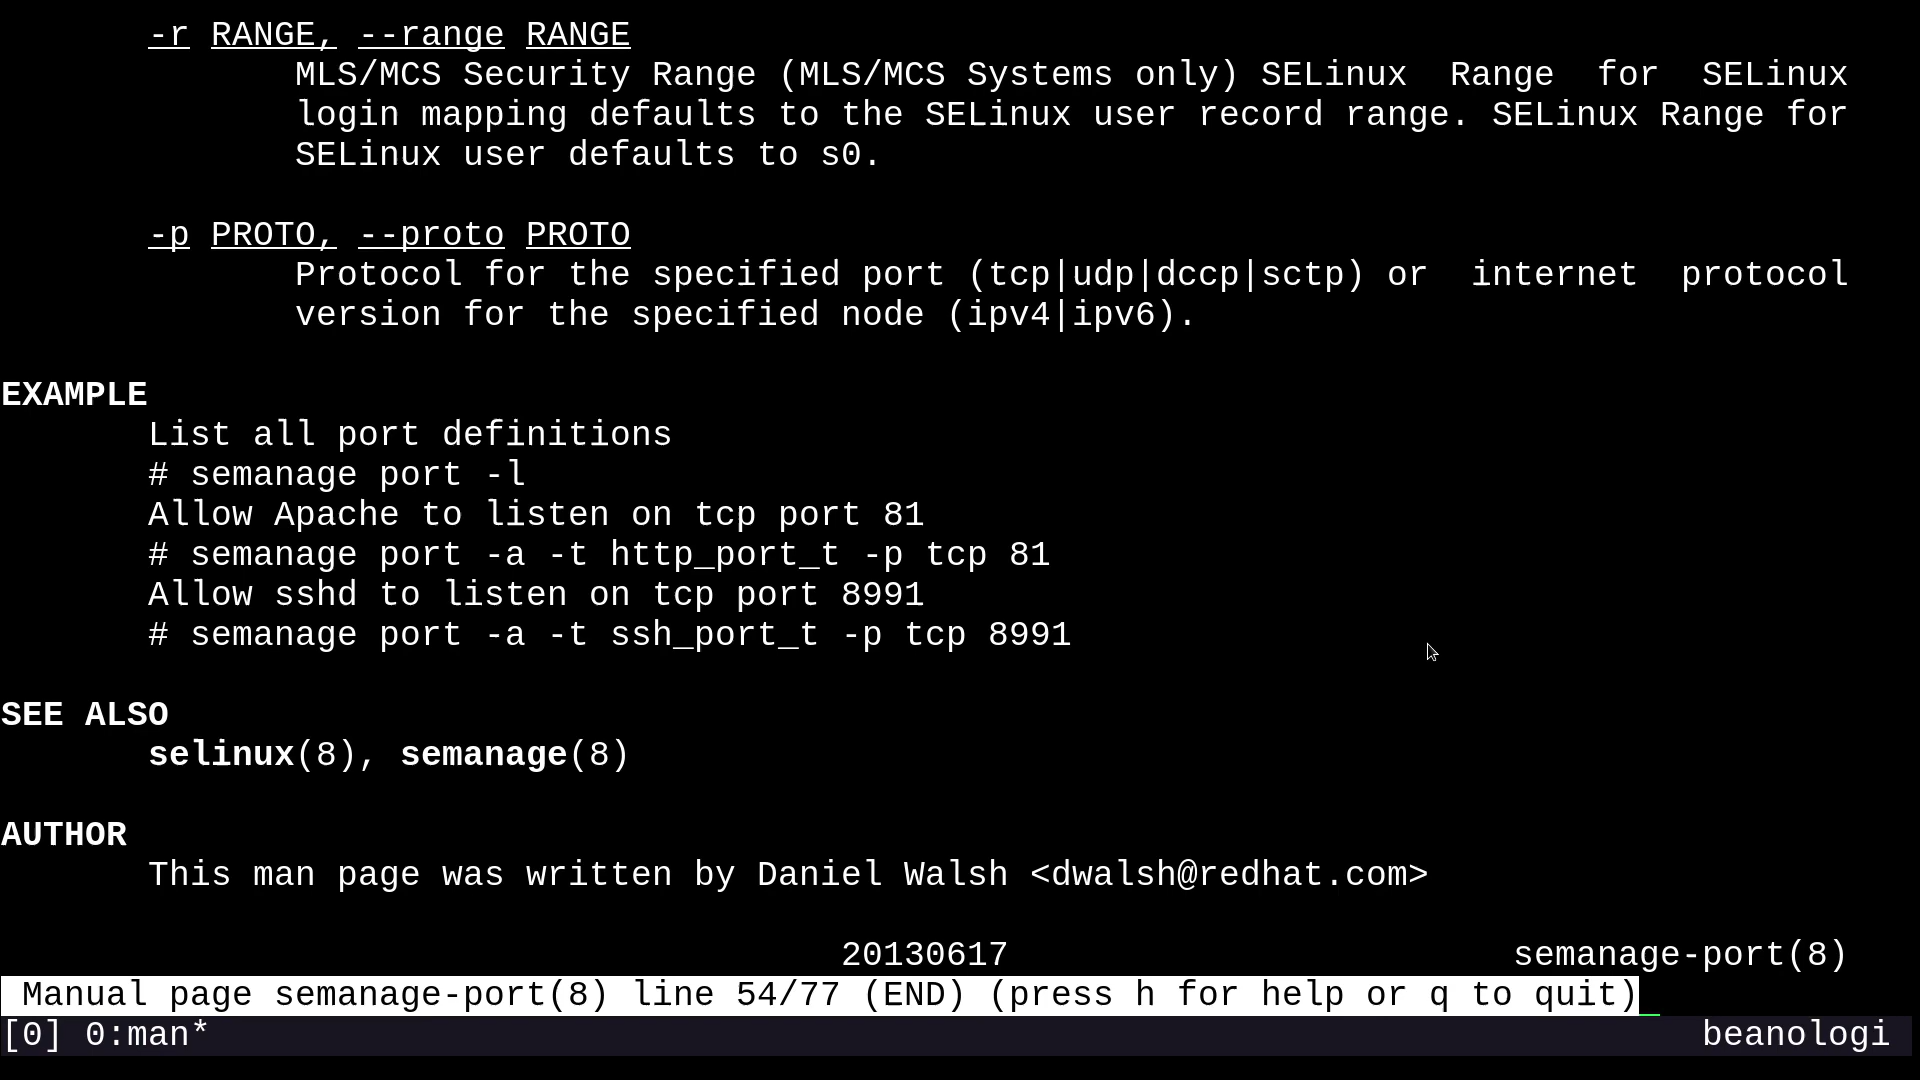 -r RANGE, --range RANGE
MLS/MCS Security Range (MLS/MCS Systems only) SELinux  Range  for  SELinux
login mapping defaults to the SELinux user record range. SELinux Range for
SELinux user defaults to s0.
-p PROTO, --proto PROTO
Protocol for the specified port (tcp|udp|dccp|sctp) or  internet  protocol
version for the specified node (ipv4|ipv6).
EXAMPLE
List all port definitions
# semanage port -l
Allow Apache to listen on tcp port 81
# semanage port -a -t http_port_t -p tcp 81
Allow sshd to listen on tcp port 8991
# semanage port -a -t ssh_port_t -p tcp 8991
SEE ALSO
selinux(8), semanage(8)
AUTHOR
This man page was written by Daniel Walsh <dwalsh@redhat.com>
20130617 semanage-port(8)
Manual page semanage-port(8) line 54/77 (END) (press h for help or q to quit)
[0] 0:man* beanologi